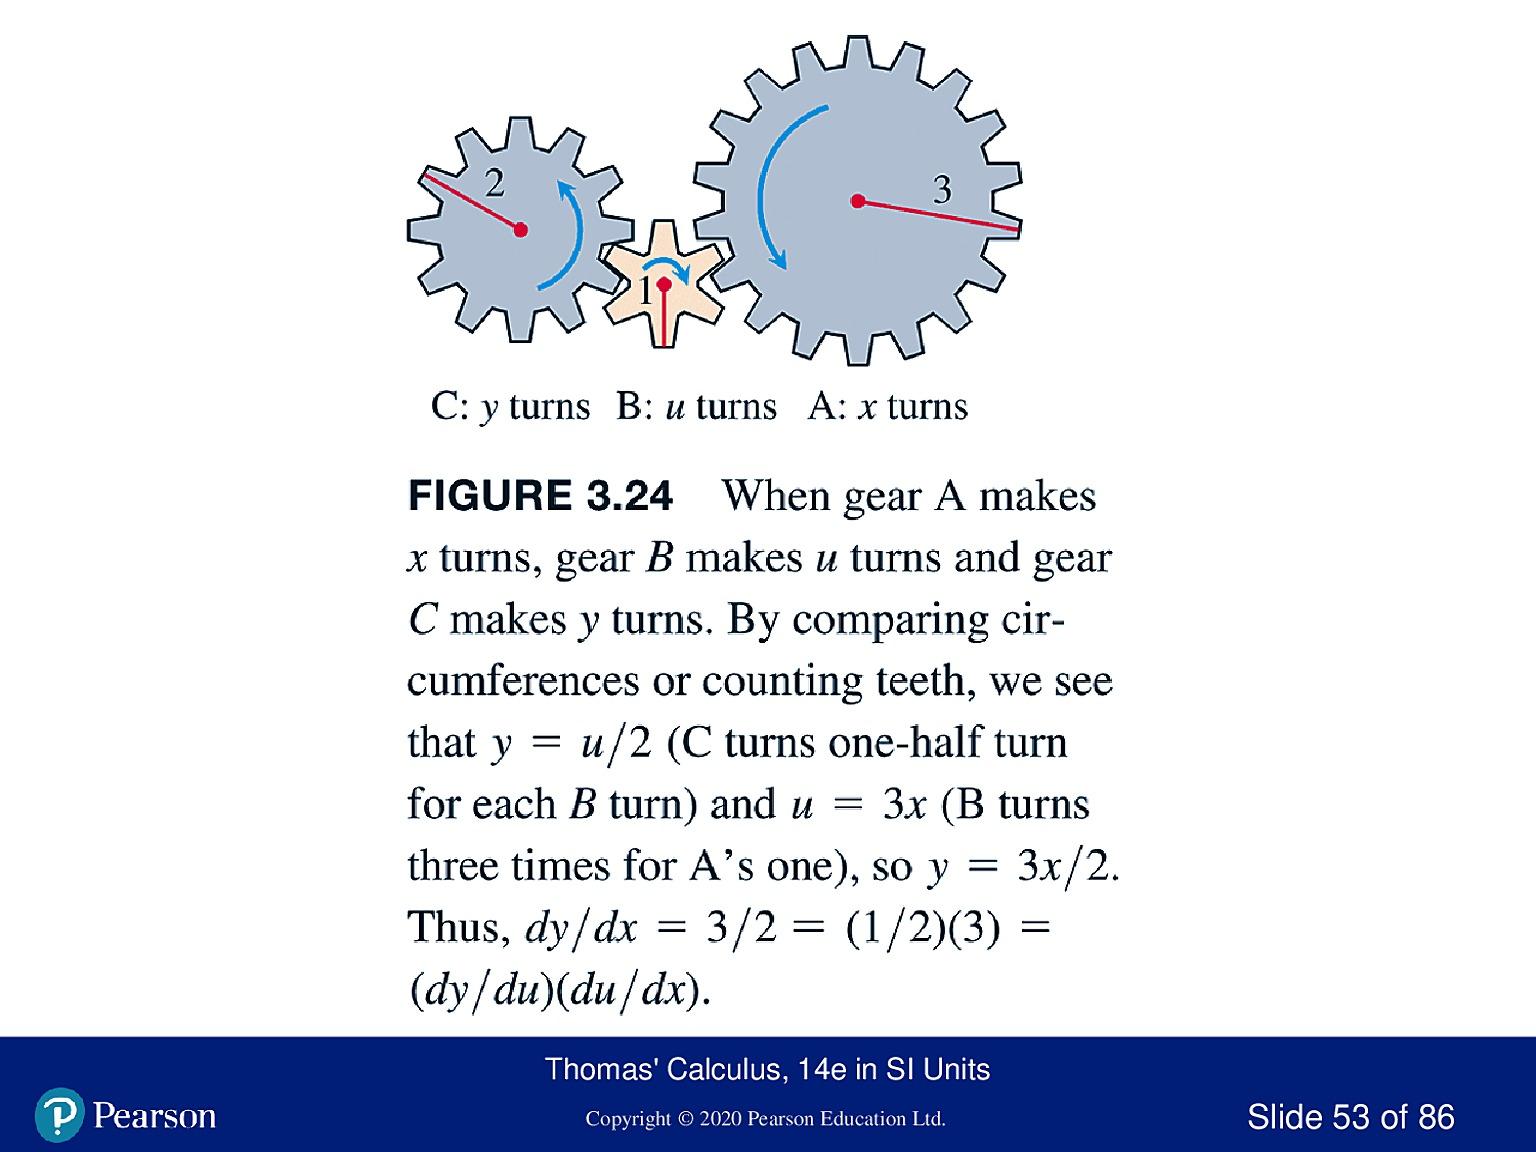 2
3
1
C: y turns B: u turns A: x turns
FIGURE 3.24 When gear A makes
x turns, gear B makes u turns and gear
C makes y turns. By comparing cir-
cumferences or counting teeth, we see
that y = u/2 (C turns one-half turn
for each B turn) and u = 3x (B turns
three times for A’s one), so y = 3x/2.
Thus, dy/dx = 3/2 = (1/2)(3) =
(dy/du)(du/dx).
Thomas' Calculus, 14e in SI Units
Pearson
Copyright © 2020 Pearson Education Ltd.
Slide 53 of 86